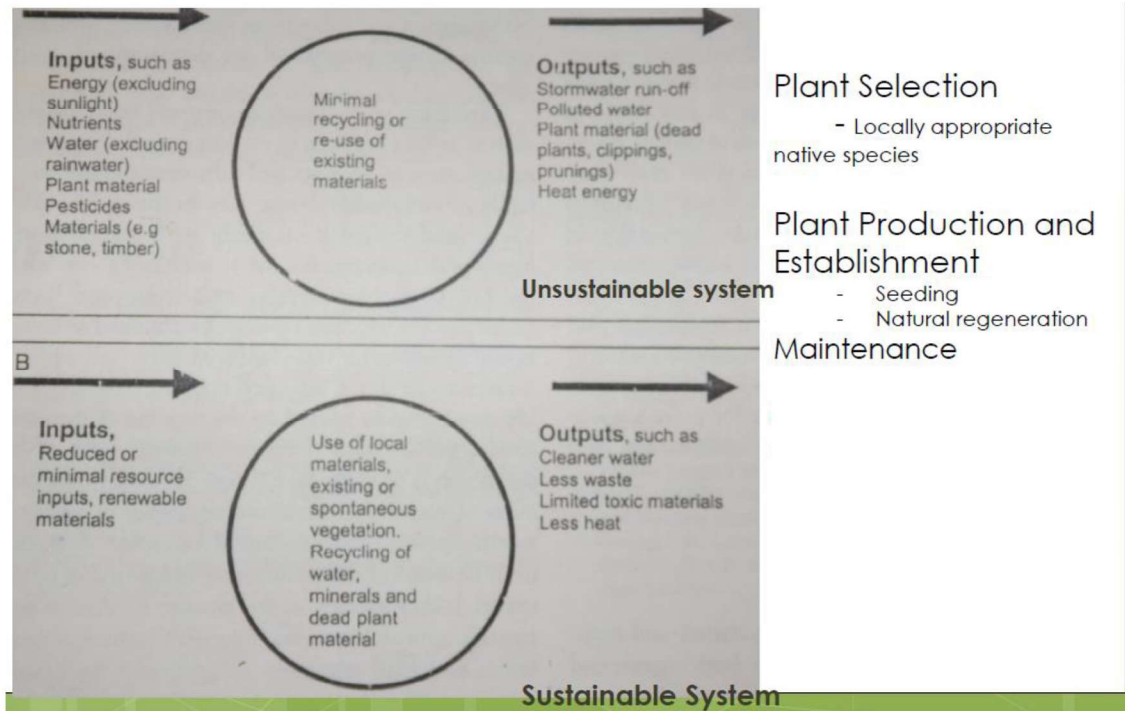 Inputs, such as
Energy (excluding
sunlight)
Nutrients
Water (excluding
rainwater)
Plant material
Pesticides
Materials (e.g
stone, timber)
Minimal
recycling or
re-use of
existing
materials
Outputs, such as
Stormwater run-off
Polluted water
Plant material (dead
plants, clippings,
prunings)
Heat energy
Unsustainable system
B
Inputs,
Reduced or
minimal resource
inputs, renewable
materials
Use of local
materials,
existing or
spontaneous
vegetation.
Recycling of
water,
minerals and
dead plant
material
Outputs, such as
Cleaner water
Less waste
Limited toxic materials
Less heat
Sustainable System
Plant Selection
- Locally appropriate
native species
Plant Production and
Establishment
- Seeding
- Natural regeneration
Maintenance